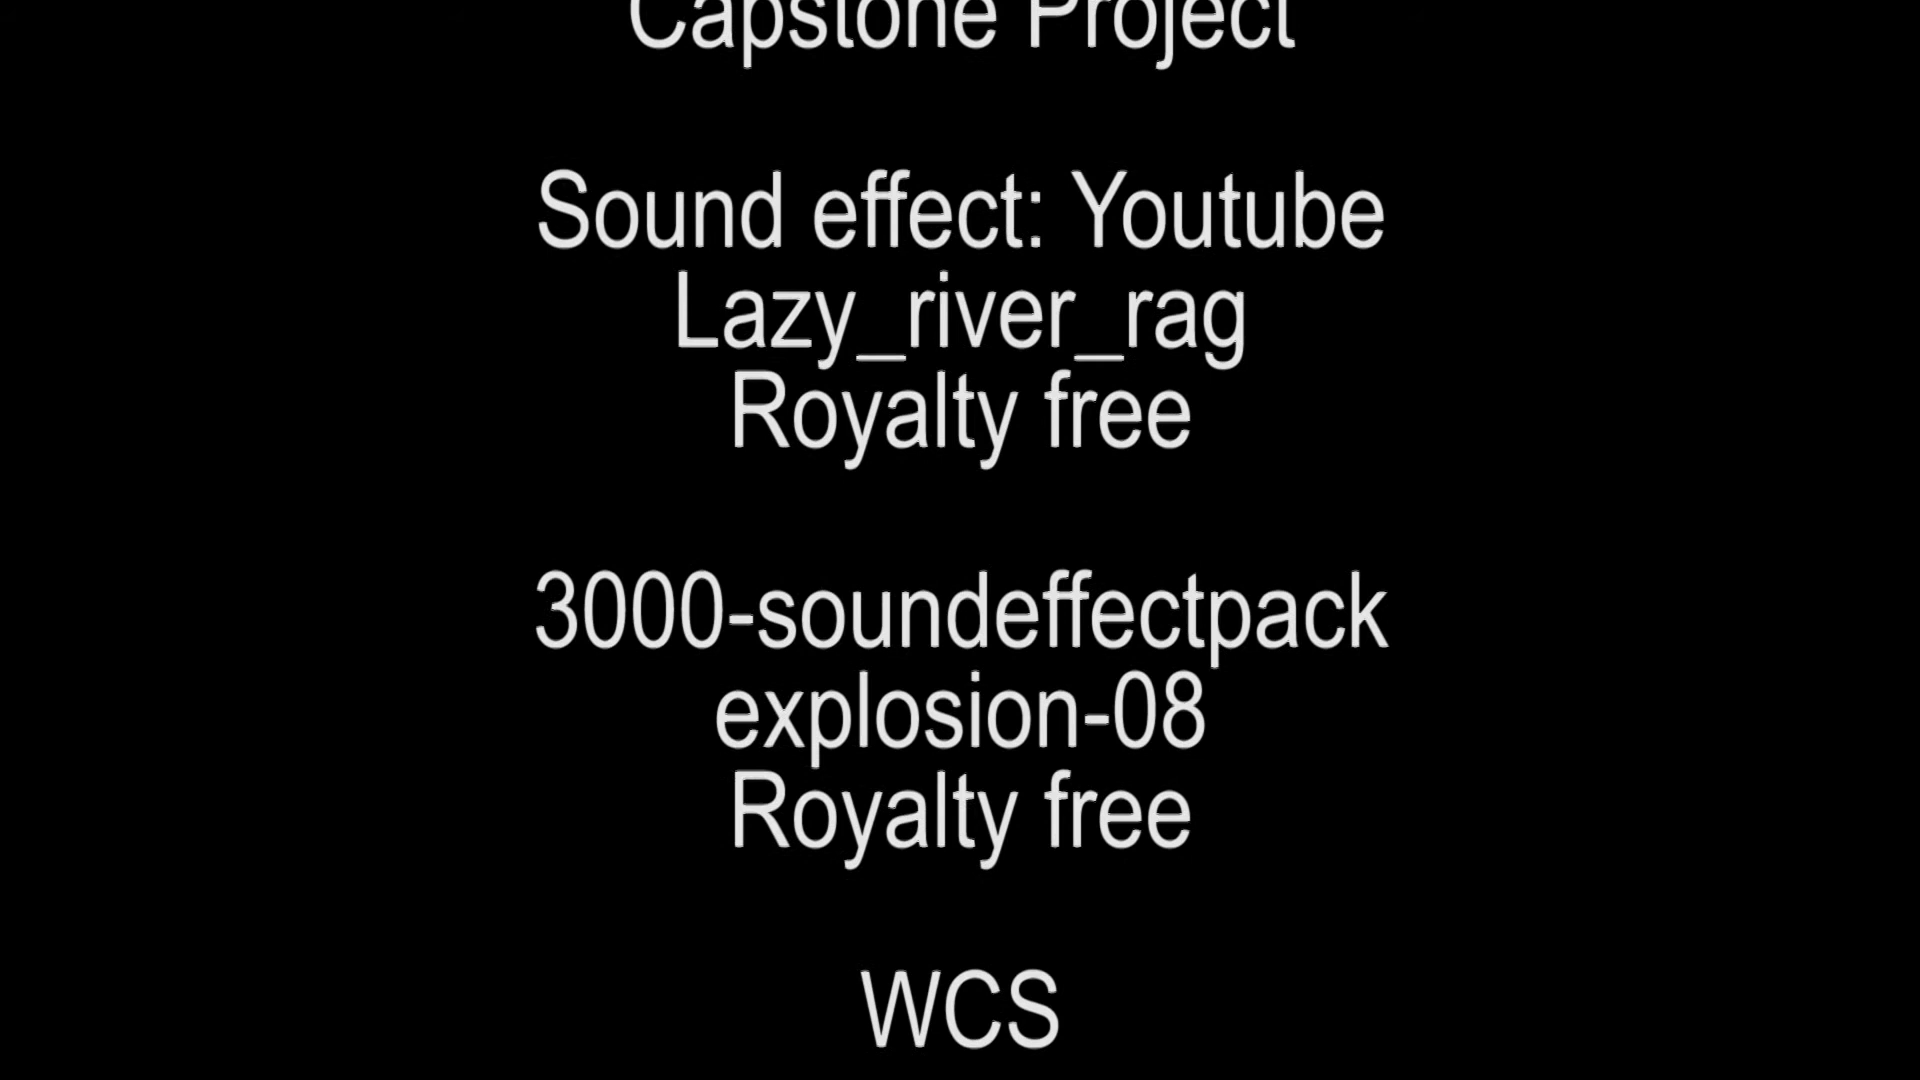 Capstone Project
Sound effect: Youtube
Lazy_river_rag
Royalty free
3000-soundeffectpack
explosion-08
Royalty free
WCS